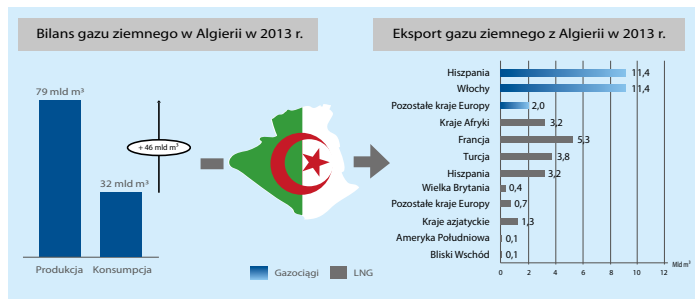 Bilans gazu ziemnego w Algierii w 2013 r.
79 mld m³
+ 46 mld m³
32 mld m³
Produkcja Konsumpcja
Eksport gazu ziemnego z Algierii w 2013 r.
Hiszpania 11,4
Włochy 11,4
Pozostałe kraje Europy 2,0
Kraje Afryki 3,2
Francja 5,3
Turcja 3,8
Hiszpania 3,2
Wielka Brytania 0,4
Pozostałe kraje Europy 0,7
Kraje azjatyckie 1,3
Ameryka Południowa 0,1
Bliski Wschód 0,1
Mld m³
0 2 4 6 8 10 12
Gazociągi LNG